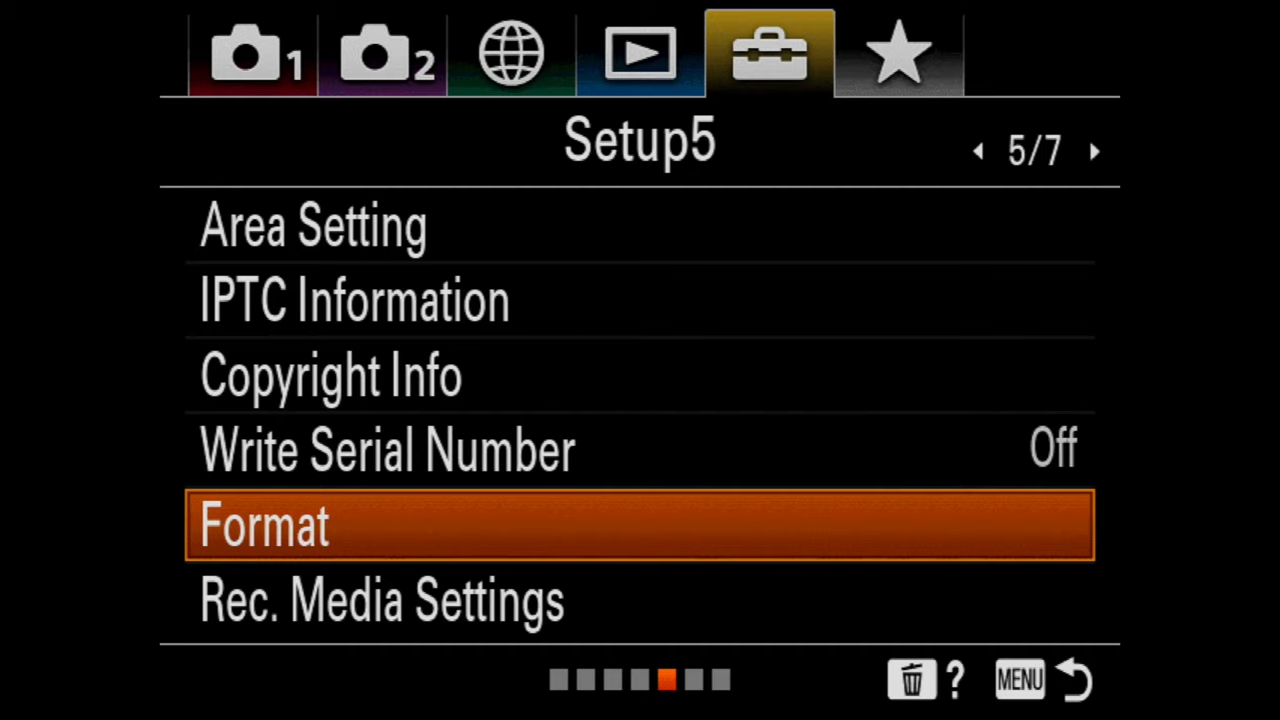 1 2
Setup5
5/7
Area Setting
IPTC Information
Copyright Info
Write Serial Number Off
Format
Rec. Media Settings
? MENU